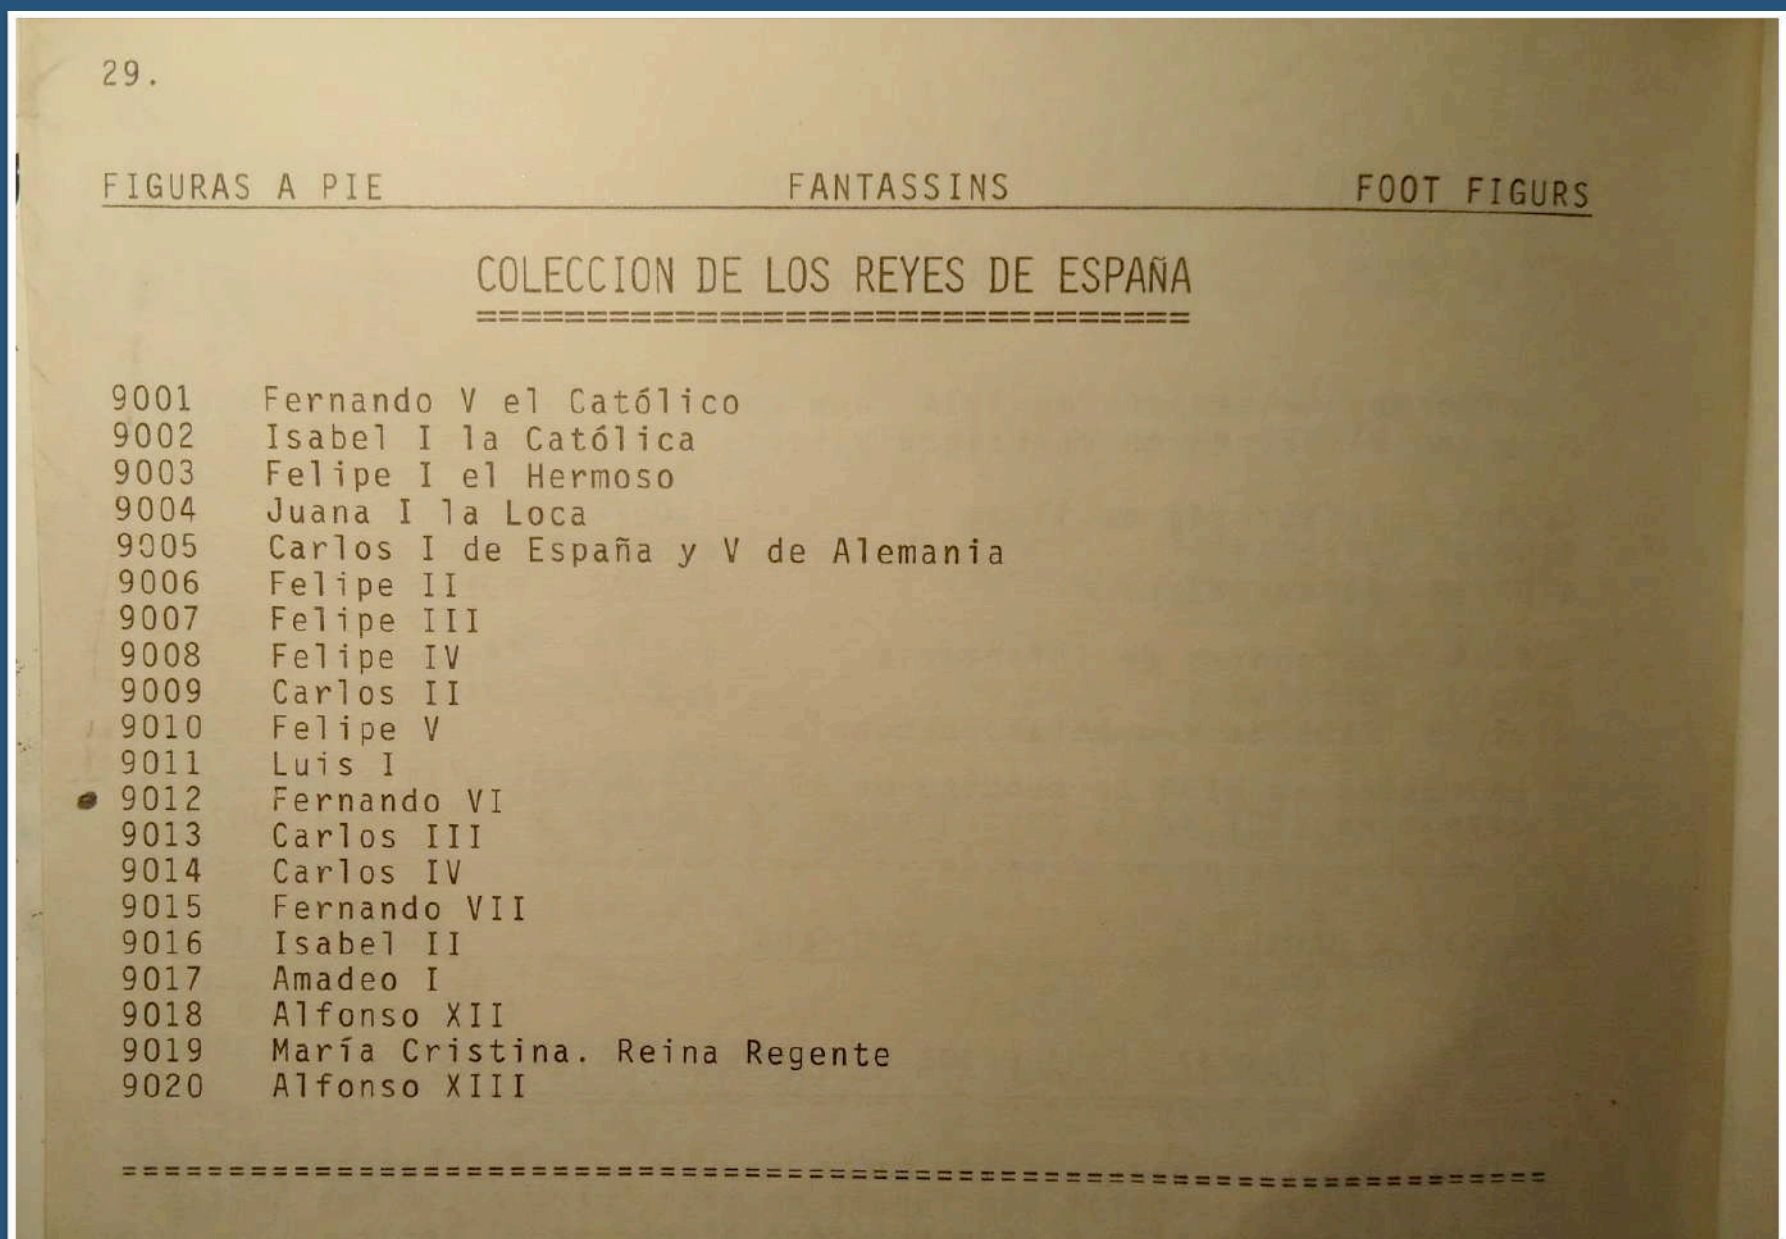 29.
FIGURAS A PIE FANTASSINS FOOT FIGURS
COLECCION DE LOS REYES DE ESPAÑA
================================
9001 Fernando V el Católico
9002 Isabel I la Católica
9003 Felipe I el Hermoso
9004 Juana I la Loca
9005 Carlos I de España y V de Alemania
9006 Felipe II
9007 Felipe III
9008 Felipe IV
9009 Carlos II
9010 Felipe V
9011 Luis I
9012 Fernando VI
9013 Carlos III
9014 Carlos IV
9015 Fernando VII
9016 Isabel II
9017 Amadeo I
9018 Alfonso XII
9019 María Cristina. Reina Regente
9020 Alfonso XIII